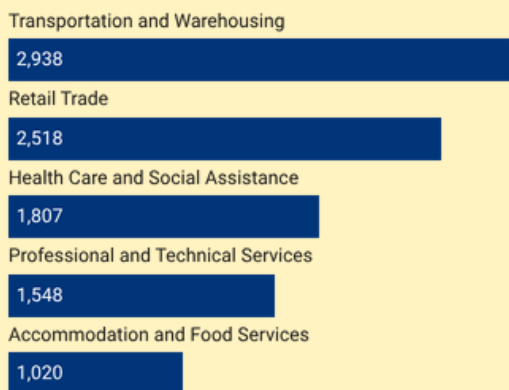 Transportation and Warehousing
2,938
Retail Trade
2,518
Health Care and Social Assistance
1,807
Professional and Technical Services
1,548
Accommodation and Food Services
1,020